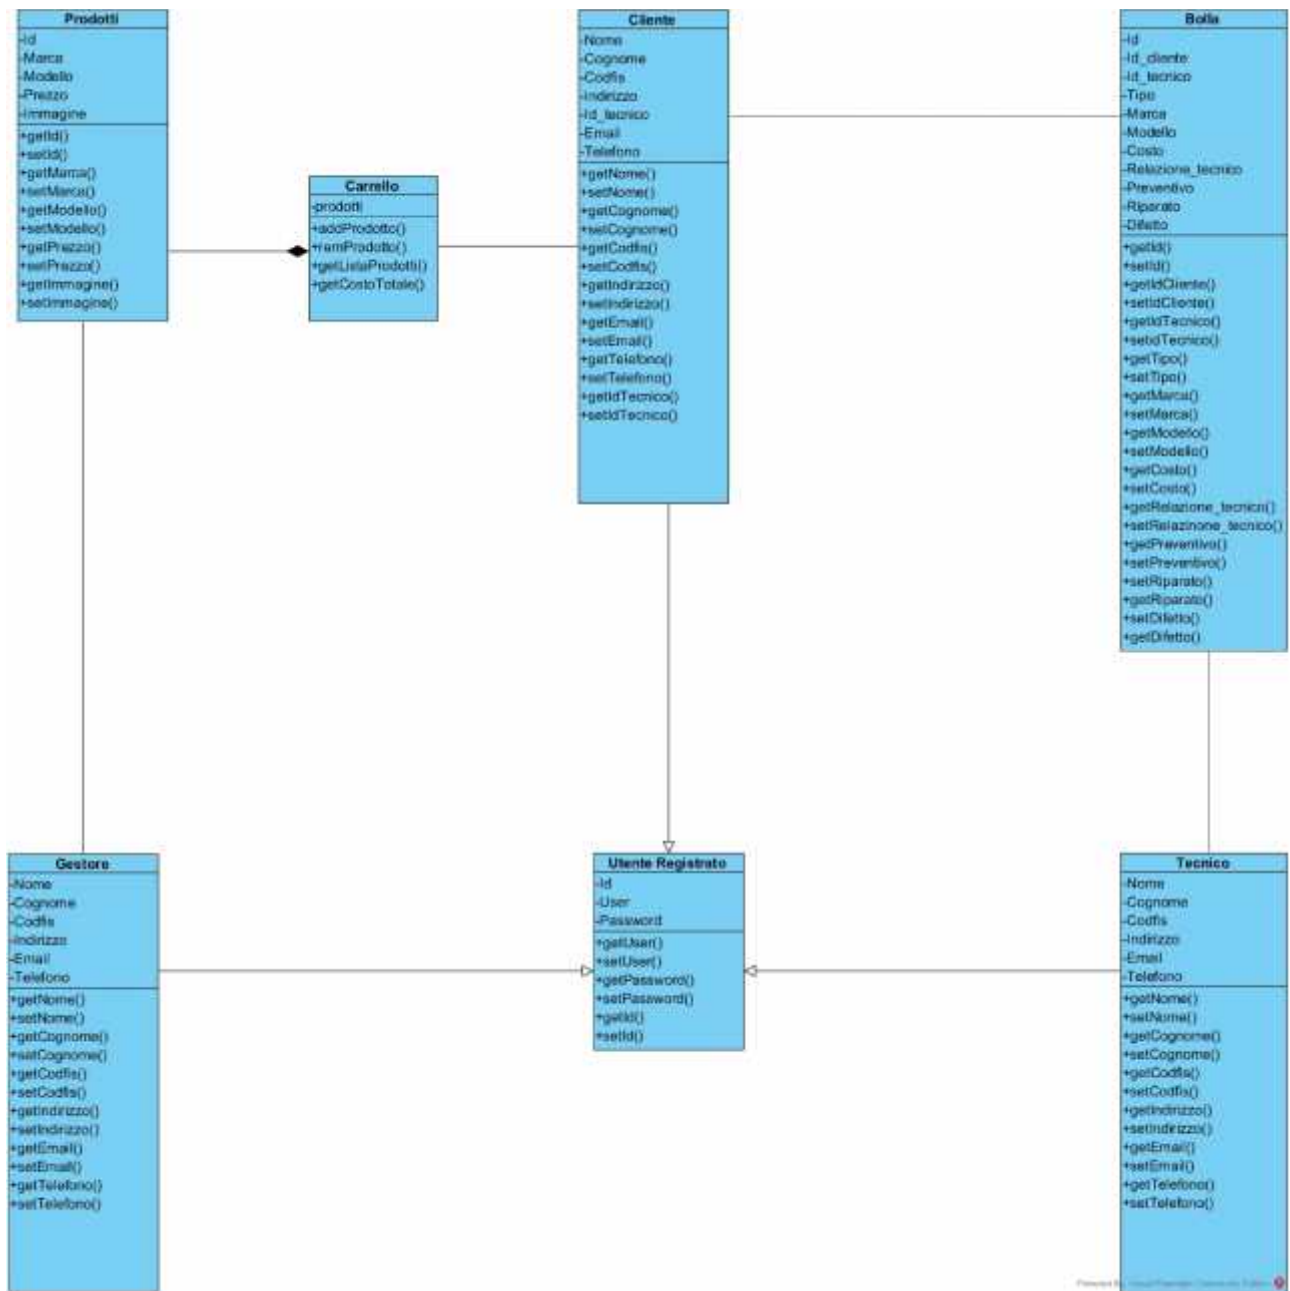 Prodotti
-Id
-Marca
-Modello
-Prezzo
-Immagine
+getId()
+setId()
+getMarca()
+setMarca()
+getModello()
+setModello()
+getPrezzo()
+setPrezzo()
+getImmagine()
+setImmagine()
Carrello
-prodotti
+addProdotto()
+remProdotto()
+getListaProdotti()
+getCostoTotale()
Cliente
-Nome
-Cognome
-Codfis
-Indirizzo
-Id_tecnico
-Email
-Telefono
+getNome()
+setNome()
+getCognome()
+setCognome()
+getCodfis()
+setCodfis()
+getIndirizzo()
+setIndirizzo()
+getEmail()
+setEmail()
+getTelefono()
+setTelefono()
+getIdTecnico()
+setIdTecnico()
Bolla
-Id
-Id_cliente
-Id_tecnico
-Tipo
-Marca
-Modello
-Costo
-Relazione_tecnico
-Preventivo
-Riparato
-Difetto
+getId()
+setId()
+getIdCliente()
+setIdCliente()
+getIdTecnico()
+setIdTecnico()
+getTipo()
+setTipo()
+getMarca()
+setMarca()
+getModello()
+setModello()
+getCosto()
+setCosto()
+getRelazione_tecnico()
+setRelazinone_tecnico()
+getPreventivo()
+setPreventivo()
+setRiparato()
+getRiparato()
+setDifetto()
+getDifetto()
Gestore
-Nome
-Cognome
-Codfis
-Indirizzo
-Email
-Telefono
+getNome()
+setNome()
+getCognome()
+setCognome()
+getCodfis()
+setCodfis()
+getIndirizzo()
+setIndirizzo()
+getEmail()
+setEmail()
+getTelefono()
+setTelefono()
Utente Registrato
-Id
-User
-Password
+getUser()
+setUser()
+getPassword()
+setPassword()
+getId()
+setId()
Tecnico
-Nome
-Cognome
-Codfis
-Indirizzo
-Email
-Telefono
+getNome()
+setNome()
+getCognome()
+setCognome()
+getCodfis()
+setCodfis()
+getIndirizzo()
+setIndirizzo()
+getEmail()
+setEmail()
+getTelefono()
+setTelefono()